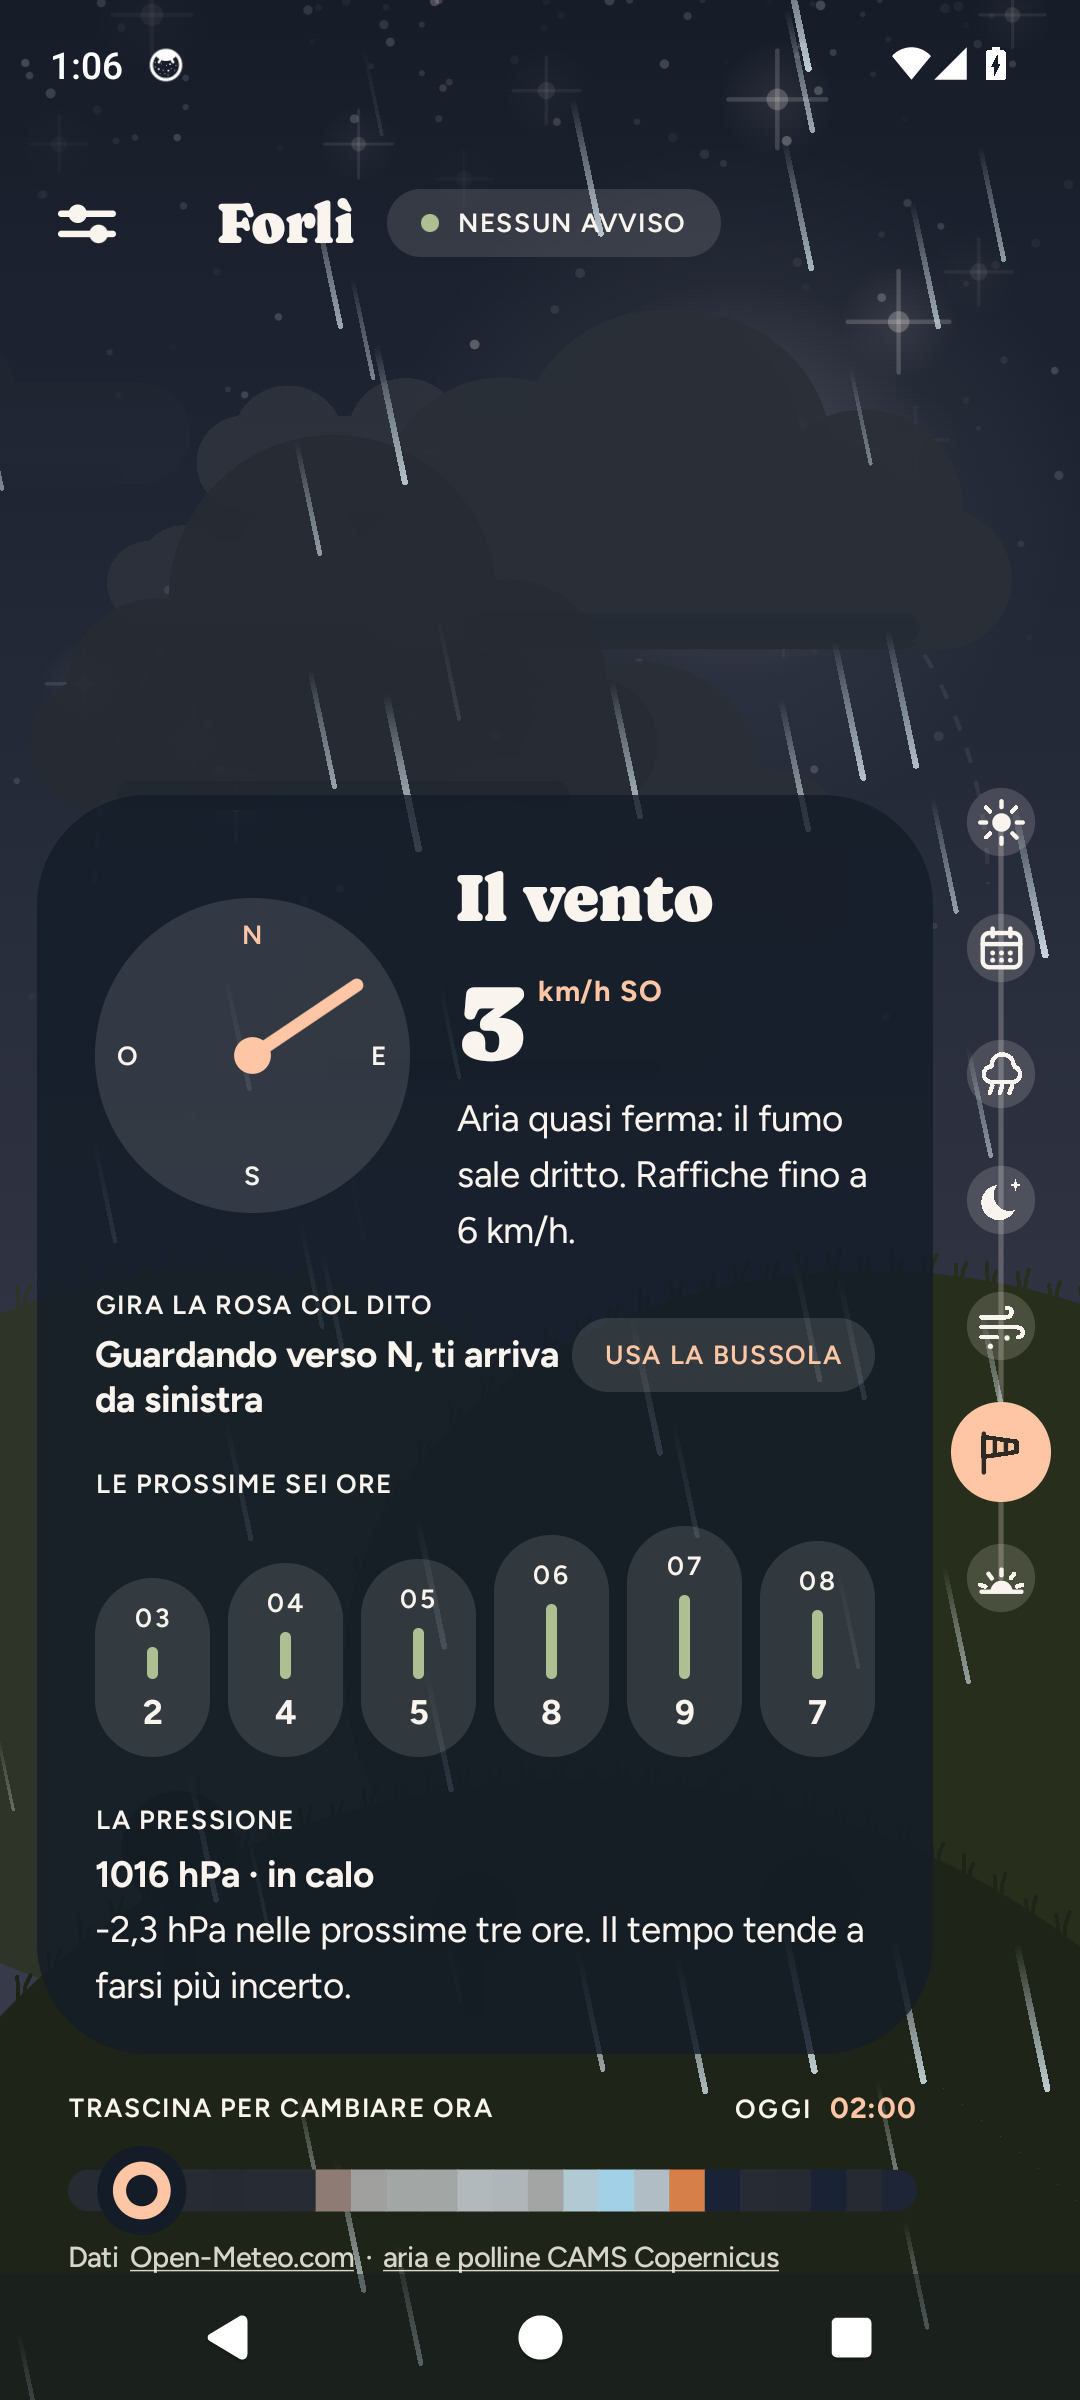 1:06
Forlì
NESSUN AVVISO
Il vento
N
O
E
S
3 km/h SO
Aria quasi ferma: il fumo
sale dritto. Raffiche fino a
6 km/h.
GIRA LA ROSA COL DITO
Guardando verso N, ti arriva
da sinistra
USA LA BUSSOLA
LE PROSSIME SEI ORE
03 04 05 06 07 08
2 4 5 8 9 7
LA PRESSIONE
1016 hPa · in calo
-2,3 hPa nelle prossime tre ore. Il tempo tende a
farsi più incerto.
TRASCINA PER CAMBIARE ORA
OGGI 02:00
Dati Open-Meteo.com · aria e polline CAMS Copernicus